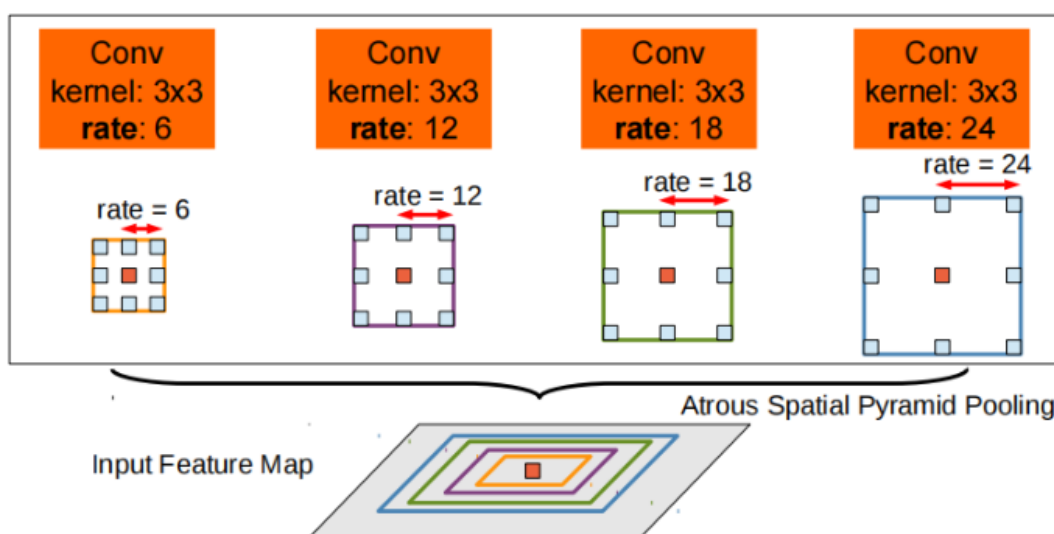 Conv
kernel: 3x3
rate: 6
Conv
kernel: 3x3
rate: 12
Conv
kernel: 3x3
rate: 18
Conv
kernel: 3x3
rate: 24
rate = 6
rate = 12
rate = 18
rate = 24
Atrous Spatial Pyramid Pooling
Input Feature Map